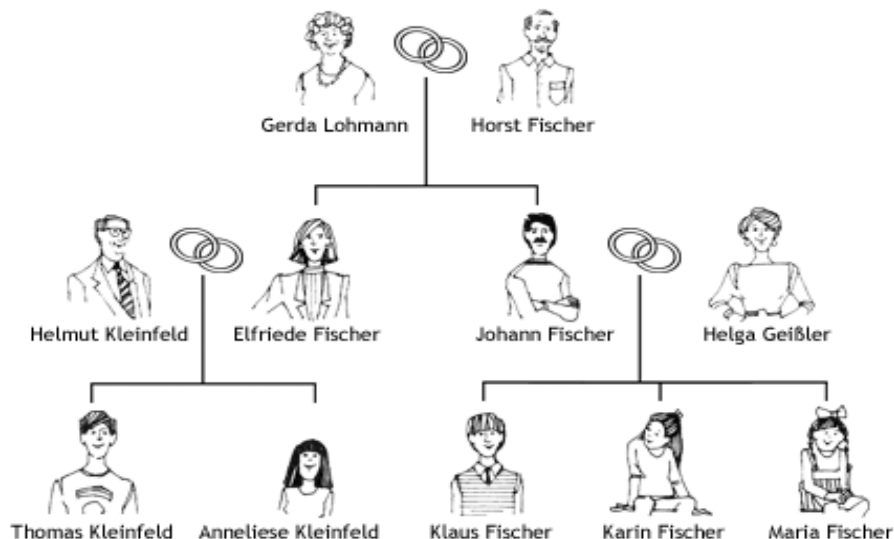 Gerda Lohmann
Horst Fischer
Helmut Kleinfeld
Elfriede Fischer
Johann Fischer
Helga Geißler
Thomas Kleinfeld
Anneliese Kleinfeld
Klaus Fischer
Karin Fischer
Maria Fischer